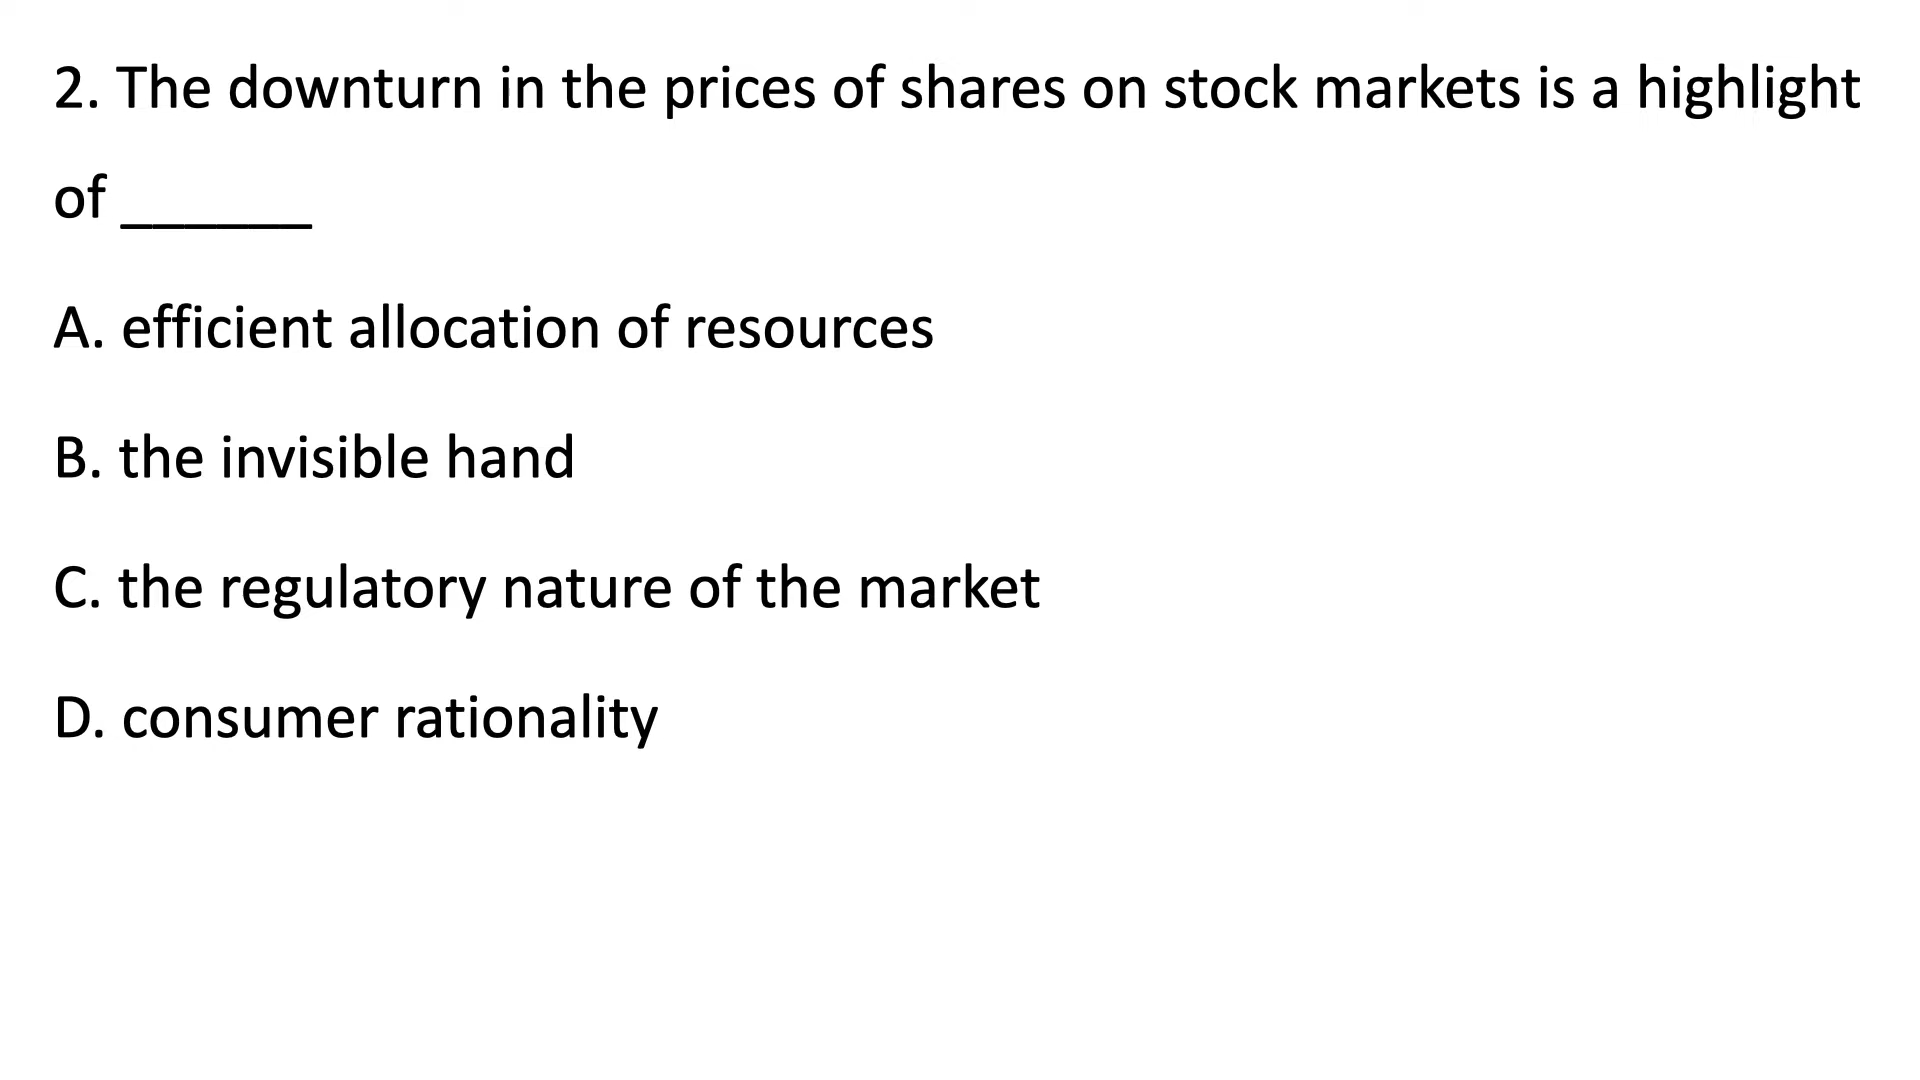 2. The downturn in the prices of shares on stock markets is a highlight
of ______
A. efficient allocation of resources
B. the invisible hand
C. the regulatory nature of the market
D. consumer rationality